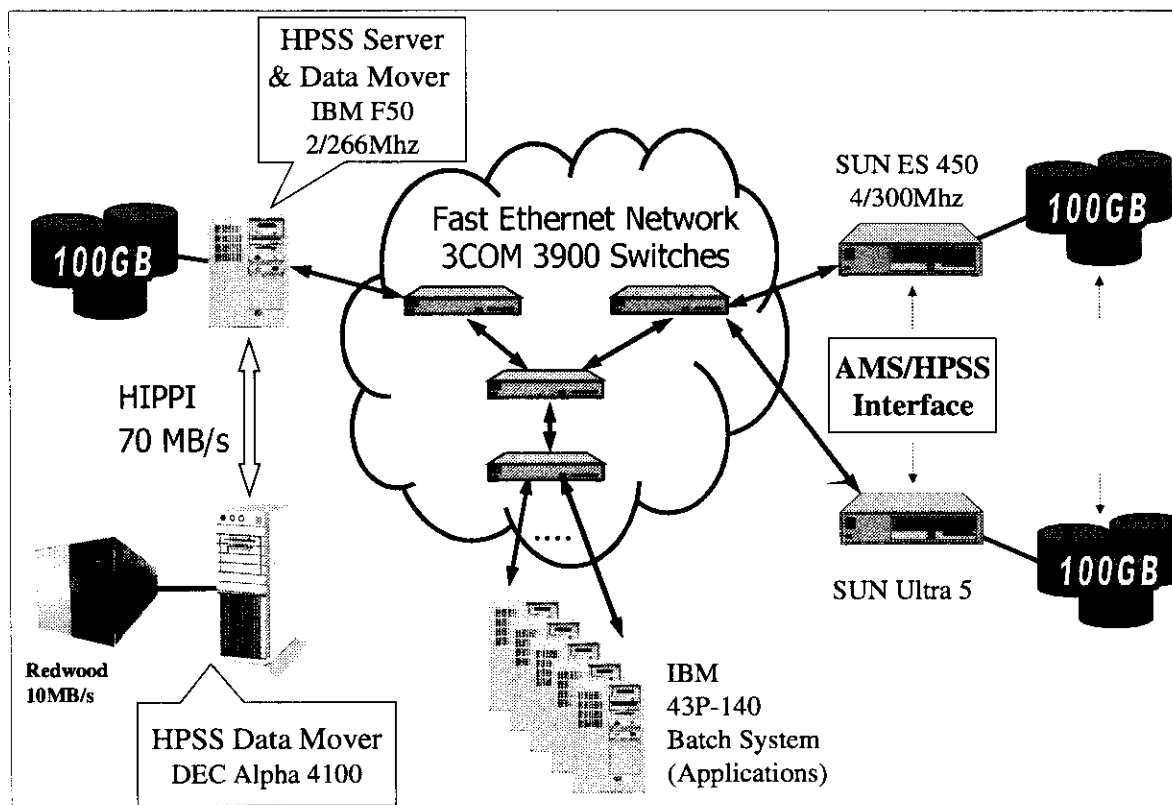 HPSS Server
& Data Mover
IBM F50
2/266Mhz
100GB
HIPPI
70 MB/s
Redwood
10MB/s
HPSS Data Mover
DEC Alpha 4100
Fast Ethernet Network
3COM 3900 Switches
....
IBM
43P-140
Batch System
(Applications)
SUN ES 450
4/300Mhz
100GB
AMS/HPSS
Interface
SUN Ultra 5
100GB